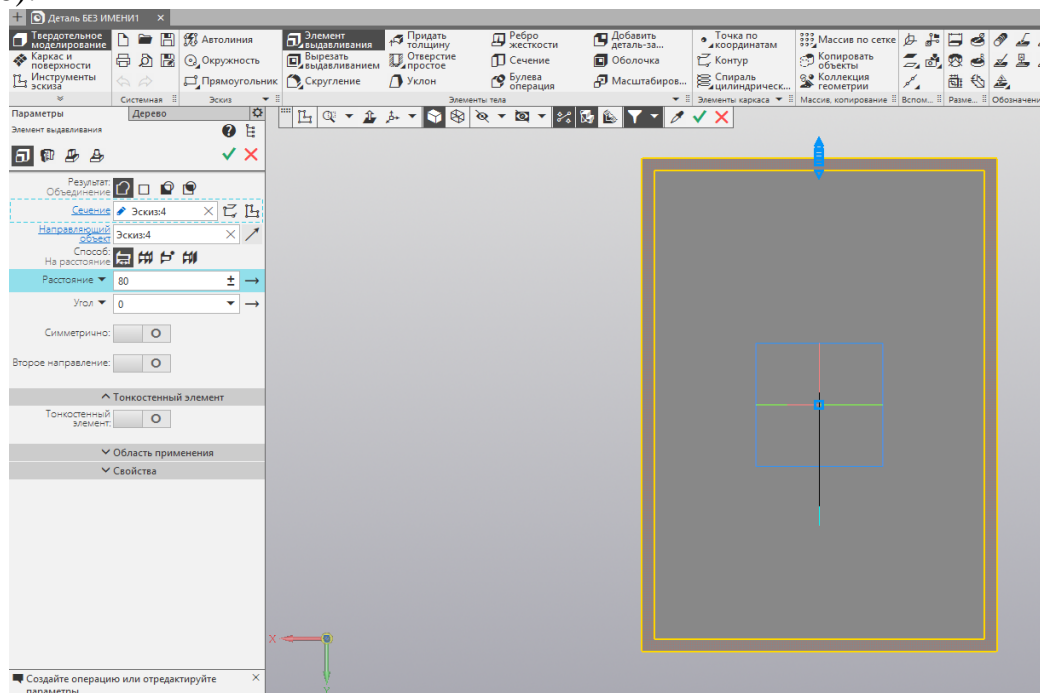 Деталь БЕЗ ИМЕНИ1
Твердотельное моделирование
Автолиния
Элемент выдавливания
Придать толщину
Ребро жесткости
Добавить деталь-за...
Точка по координатам
Массив по сетке
Каркас и поверхности
Окружность
Вырезать выдавливанием
Отверстие простое
Сечение
Оболочка
Контур
Копировать объекты
Инструменты эскиза
Прямоугольник
Скругление
Уклон
Булева операция
Масштабиров...
Спираль цилиндрическ...
Коллекция геометрии
Системная
Эскиз
Элементы тела
Элементы каркаса
Массив, копирование
Вспом...
Разме...
Обозначени
Параметры
Дерево
Элемент выдавливания
Результат:
Объединение
Сечение
Эскиз:4
Направляющий объект
Эскиз:4
Способ:
На расстояние
Расстояние
80
Угол
0
Симметрично:
Второе направление:
Тонкостенный элемент
Тонкостенный элемент:
Область применения
Свойства
X
Y
Создайте операцию или отредактируйте
параметры